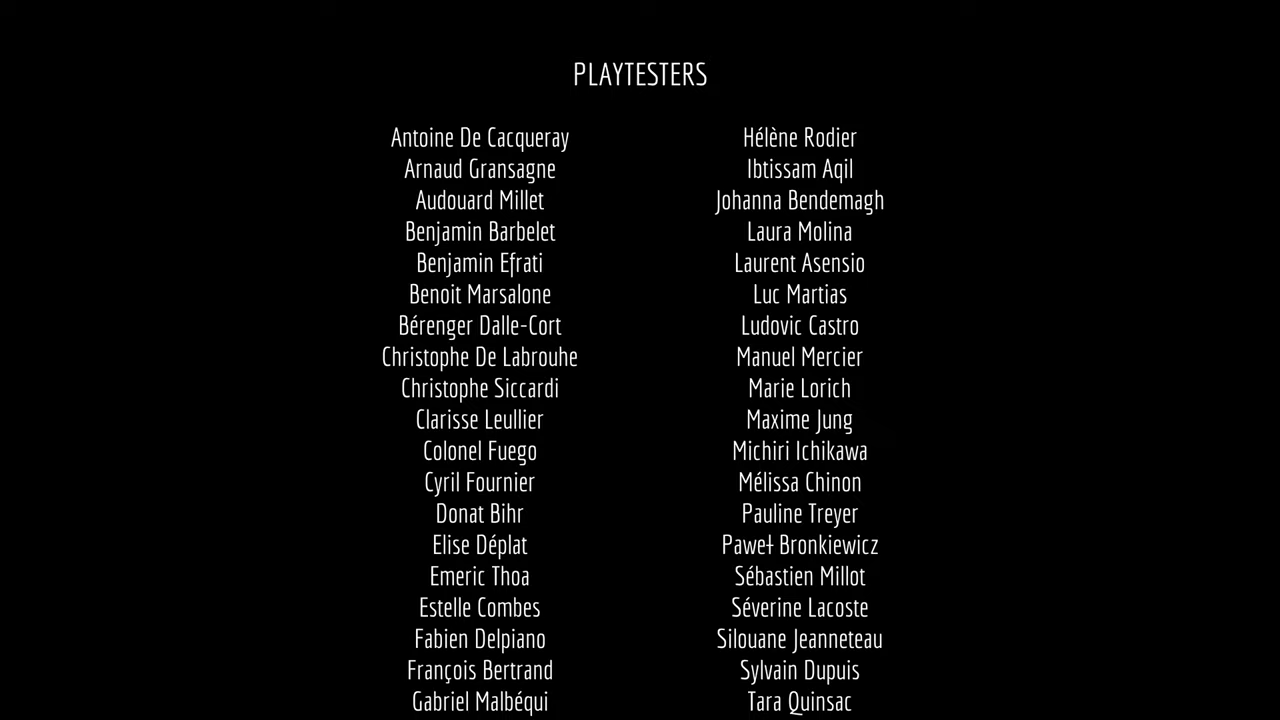 PLAYTESTERS
Antoine De Cacqueray
Arnaud Gransagne
Audouard Millet
Benjamin Barbelet
Benjamin Efrati
Benoit Marsalone
Bérenger Dalle-Cort
Christophe De Labrouhe
Christophe Siccardi
Clarisse Leullier
Colonel Fuego
Cyril Fournier
Donat Bihr
Elise Déplat
Emeric Thoa
Estelle Combes
Fabien Delpiano
François Bertrand
Gabriel Malbéqui
Hélène Rodier
Ibtissam Aqil
Johanna Bendemagh
Laura Molina
Laurent Asensio
Luc Martias
Ludovic Castro
Manuel Mercier
Marie Lorich
Maxime Jung
Michiri Ichikawa
Mélissa Chinon
Pauline Treyer
Paweł Bronkiewicz
Sébastien Millot
Séverine Lacoste
Silouane Jeanneteau
Sylvain Dupuis
Tara Quinsac